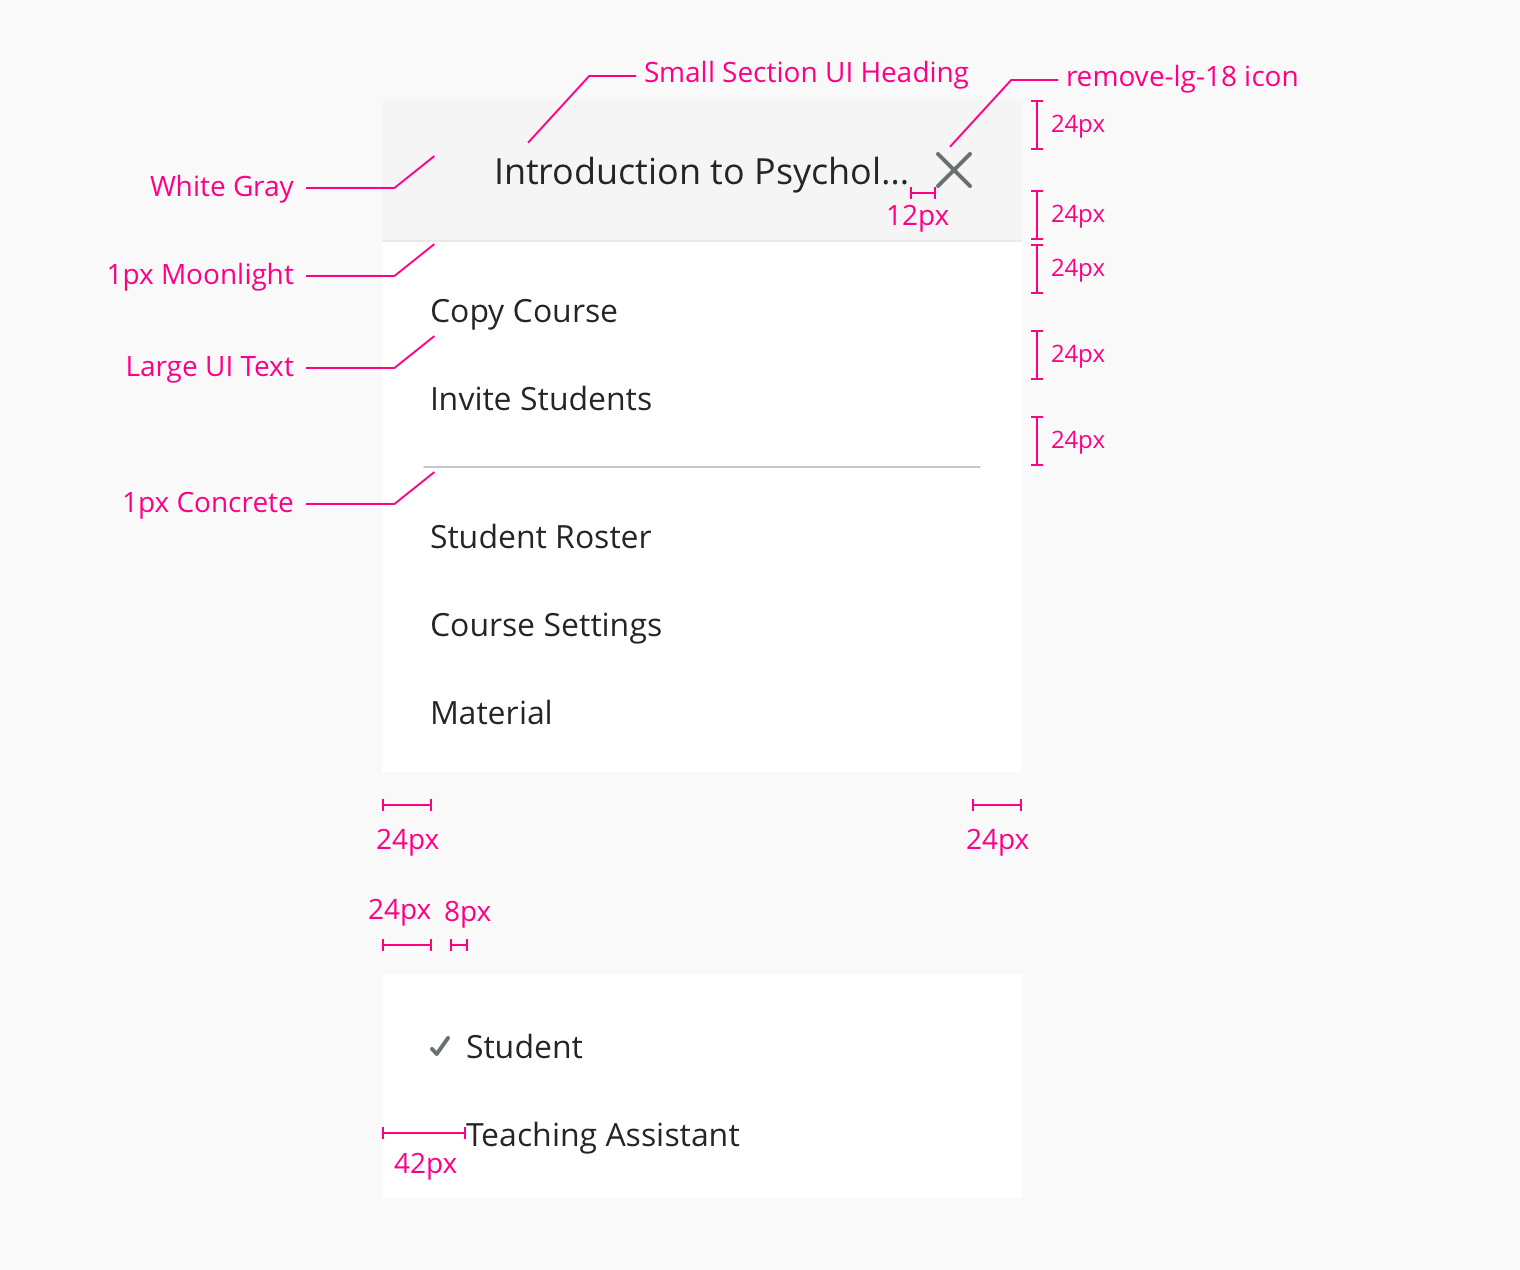 Small Section UI Heading
remove-lg-18 icon
24px
White Gray
Introduction to Psychol...
12px
24px
1px Moonlight
24px
Copy Course
Large UI Text
24px
Invite Students
24px
1px Concrete
Student Roster
Course Settings
Material
24px
24px
24px
8px
Student
Teaching Assistant
42px